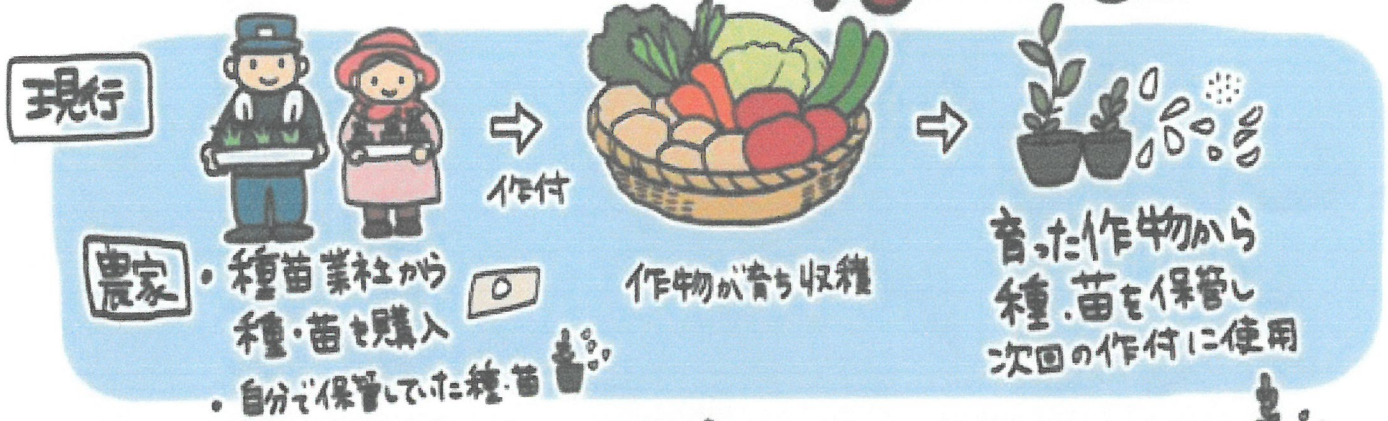 現行
農家
・種苗業社から
種・苗を購入
・自分で保管していた種・苗
作付
作物が育ち収穫
育った作物から
種・苗を保管し
次回の作付に使用